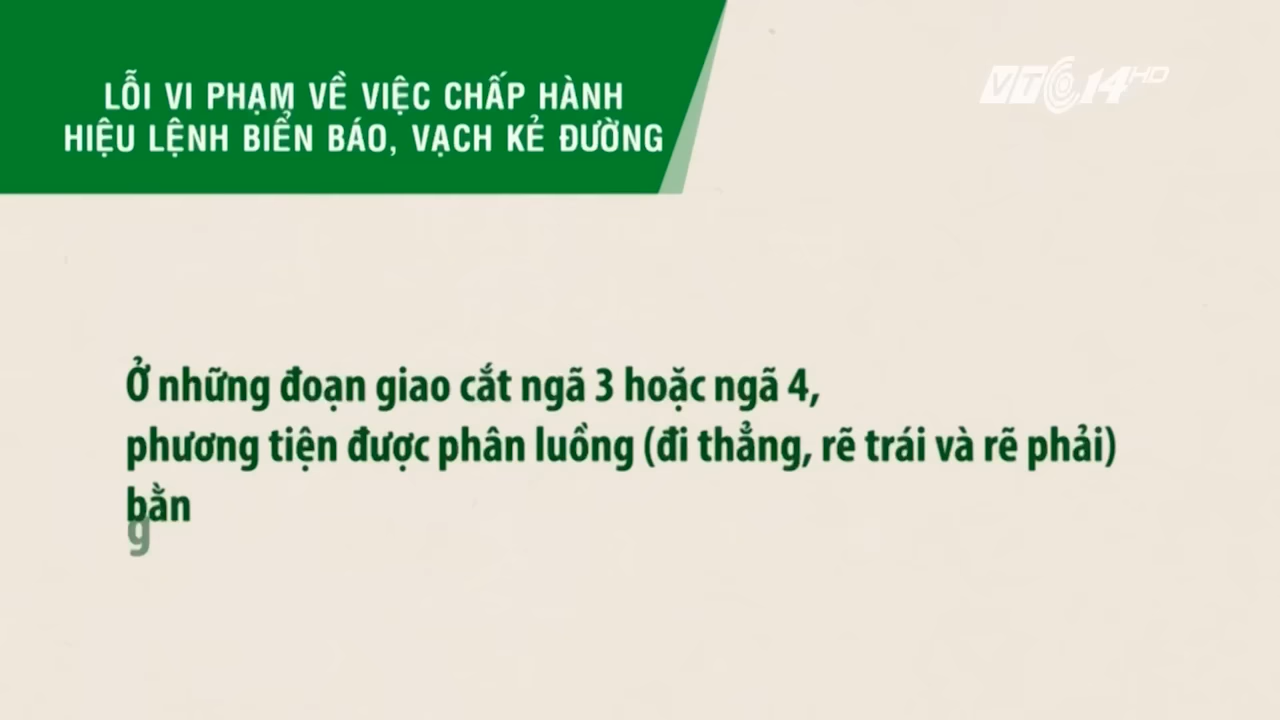 LỖI VI PHẠM VỀ VIỆC CHẤP HÀNH
HIỆU LỆNH BIỂN BÁO, VẠCH KẺ ĐƯỜNG
VTC14 HD
Ở những đoạn giao cắt ngã 3 hoặc ngã 4,
phương tiện được phân luồng (đi thẳng, rẽ trái và rẽ phải)
bằn
g